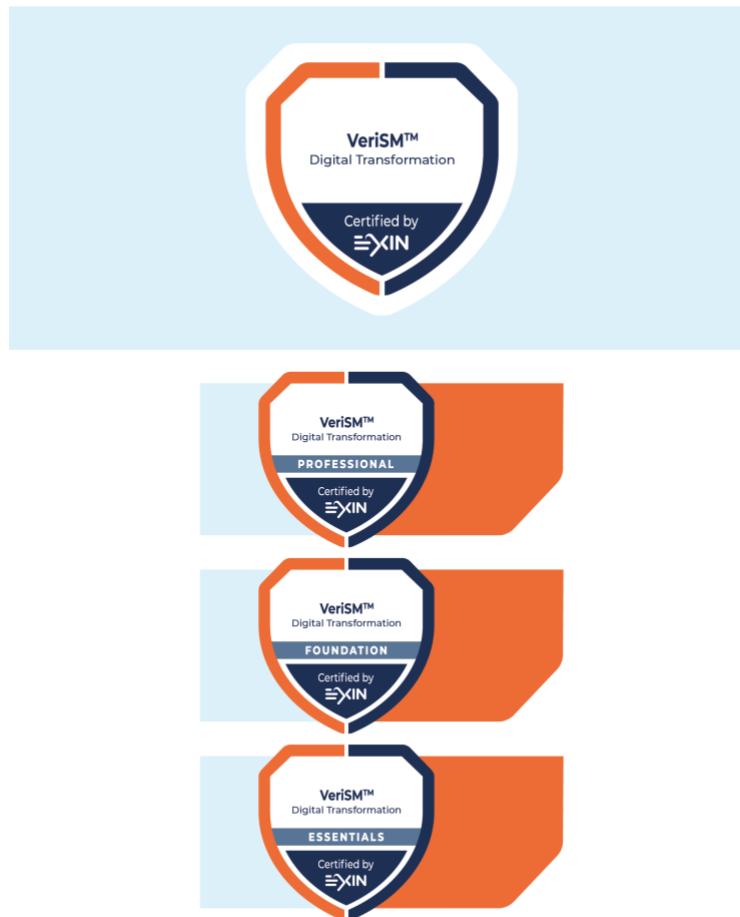 VeriSM™
Digital Transformation
Certified by
EXIN
VeriSM™
Digital Transformation
PROFESSIONAL
Certified by
EXIN
VeriSM™
Digital Transformation
FOUNDATION
Certified by
EXIN
VeriSM™
Digital Transformation
ESSENTIALS
Certified by
EXIN